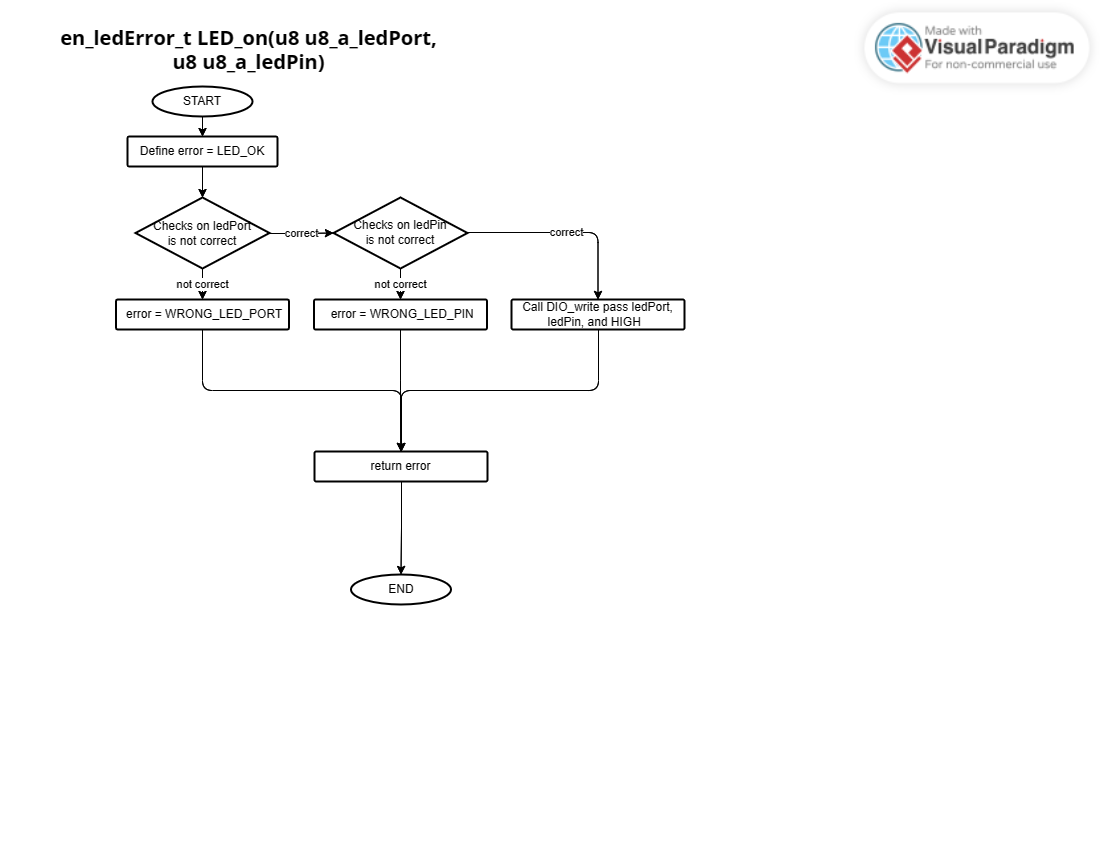 en_ledError_t LED_on(u8 u8_a_ledPort,
u8 u8_a_ledPin)
Made with
VisualParadigm
For non-commercial use
START
Define error = LED_OK
Checks on ledPort
is not correct
correct
Checks on ledPin
is not correct
correct
not correct
not correct
error = WRONG_LED_PORT
error = WRONG_LED_PIN
Call DIO_write pass ledPort,
ledPin, and HIGH
return error
END